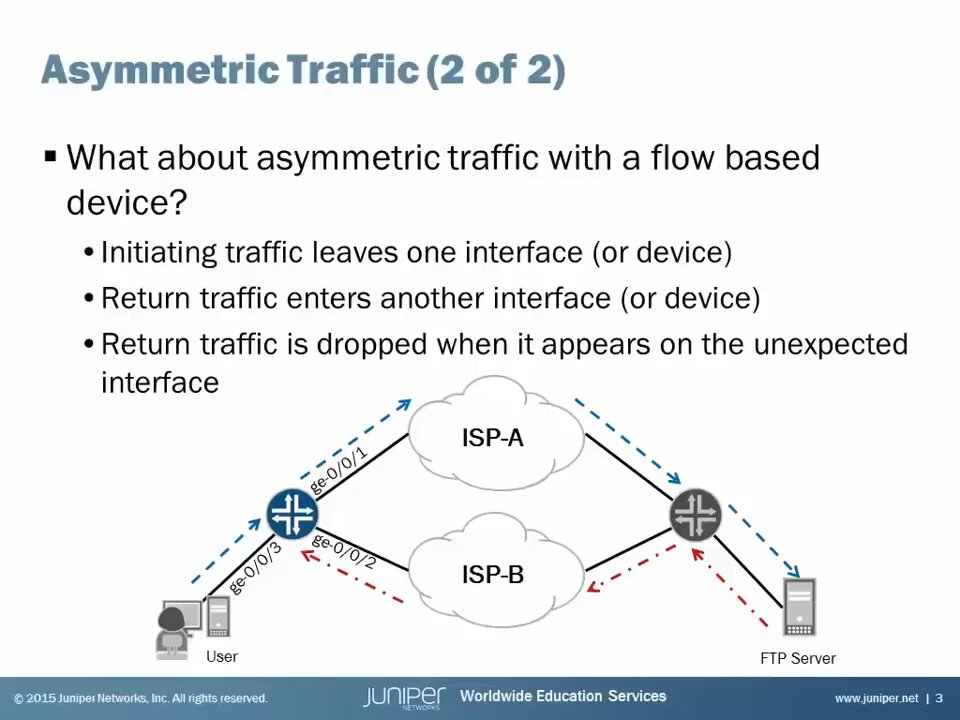 Asymmetric Traffic (2 of 2)
▪ What about asymmetric traffic with a flow based
device?
• Initiating traffic leaves one interface (or device)
• Return traffic enters another interface (or device)
• Return traffic is dropped when it appears on the unexpected
interface
ISP-A
ge-0/0/1
ge-0/0/2
ge-0/0/3
ISP-B
User
FTP Server
© 2015 Juniper Networks, Inc. All rights reserved.
JUNIPER
NETWORKS
Worldwide Education Services
www.juniper.net | 3